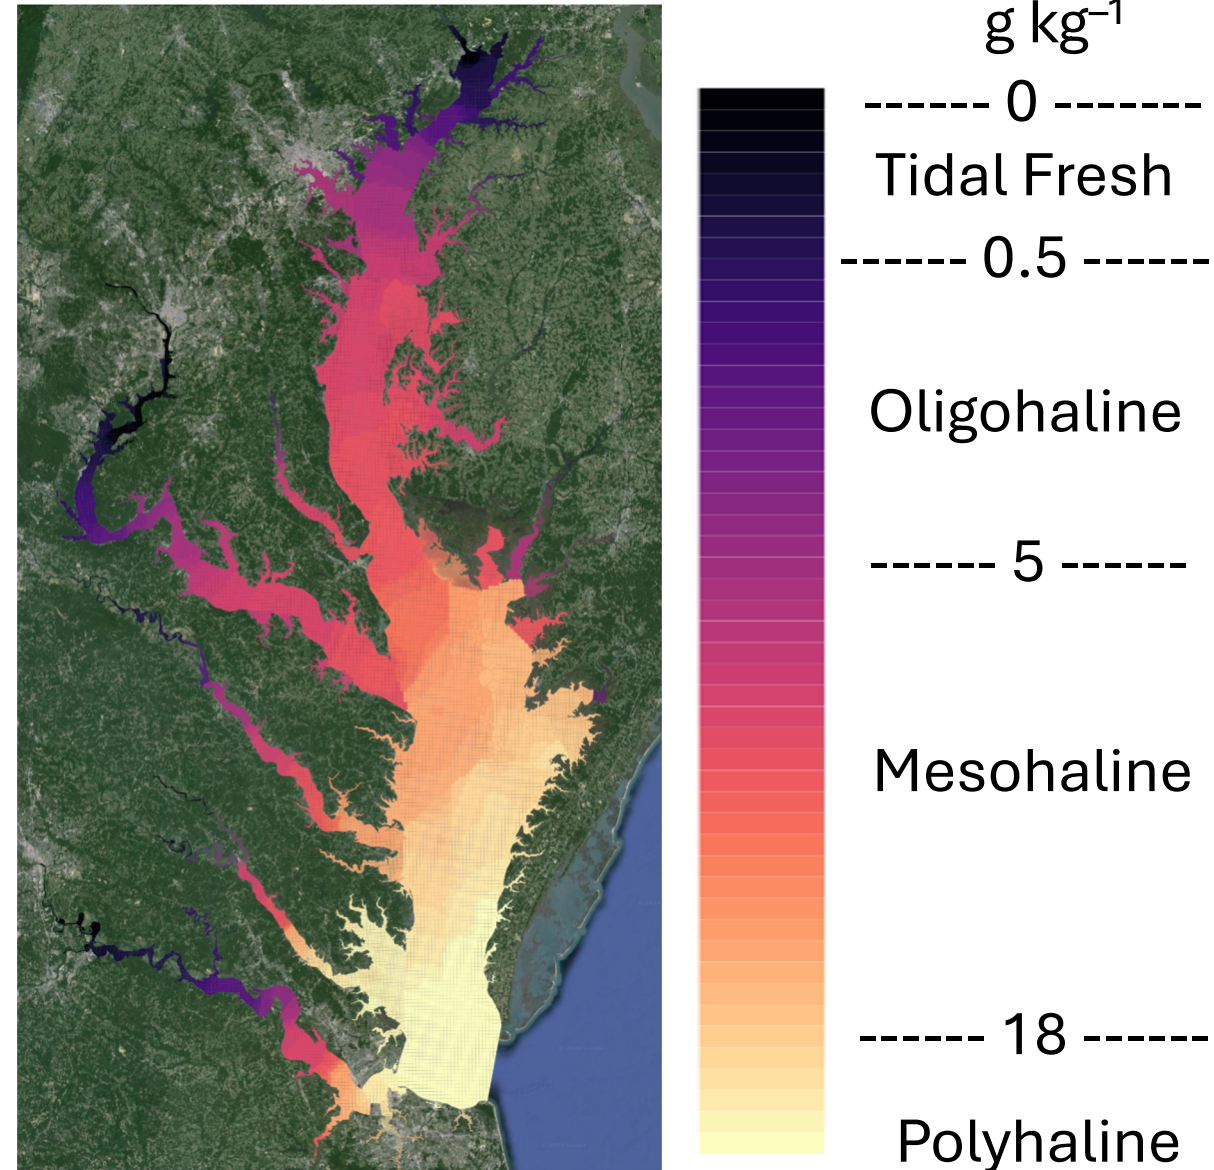 g kg⁻¹
------ 0 -------
Tidal Fresh
------ 0.5 ------
Oligohaline
------ 5 ------
Mesohaline
------ 18 ------
Polyhaline